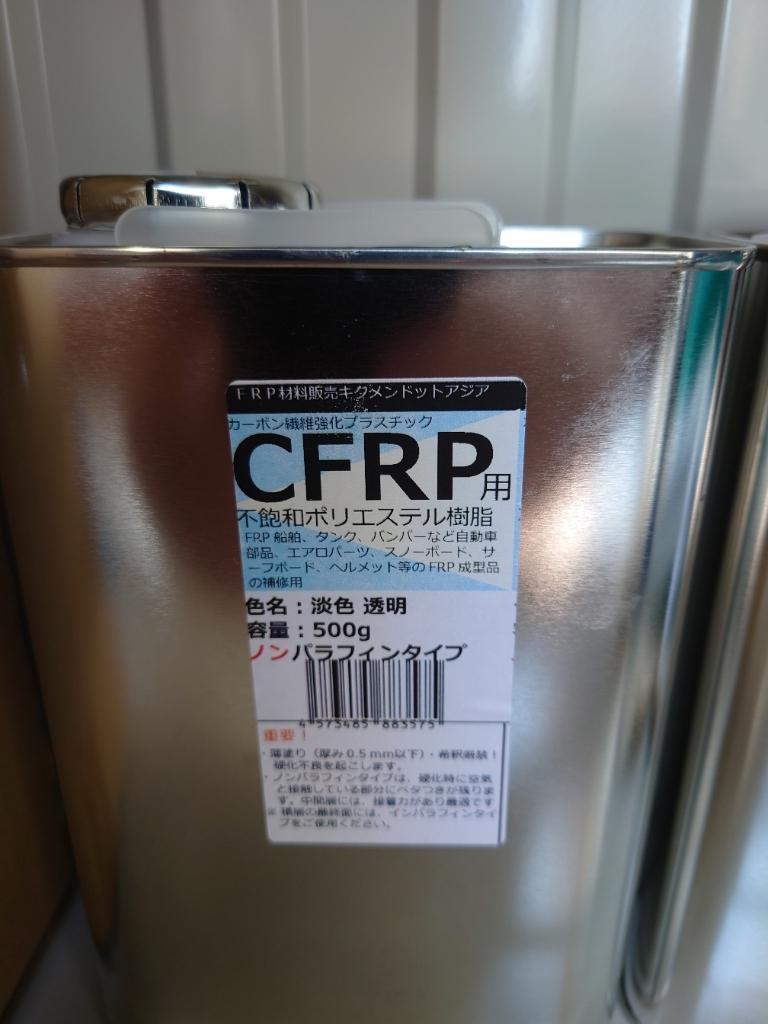 FRP材料販売キクメンドットアジア
カーボン繊維強化プラスチック
CFRP用
不飽和ポリエステル樹脂
FRP船舶、タンク、バンパーなど自動車
部品、エアロパーツ、スノーボード、サ
ーフボード、ヘルメット等のFRP成型品
の補修用
色名：淡色 透明
容量：500g
ノンパラフィンタイプ
4 573485 883575
重要！
・薄塗り（厚み0.5mm以下）・希釈厳禁！
硬化不良を起こします。
・ノンパラフィンタイプは、硬化時に空気
と接触している部分にベタつきが残りま
す。中間層には、接着力があり最適です
※ 積層の最終面には、インパラフィンタイ
プをご使用ください。